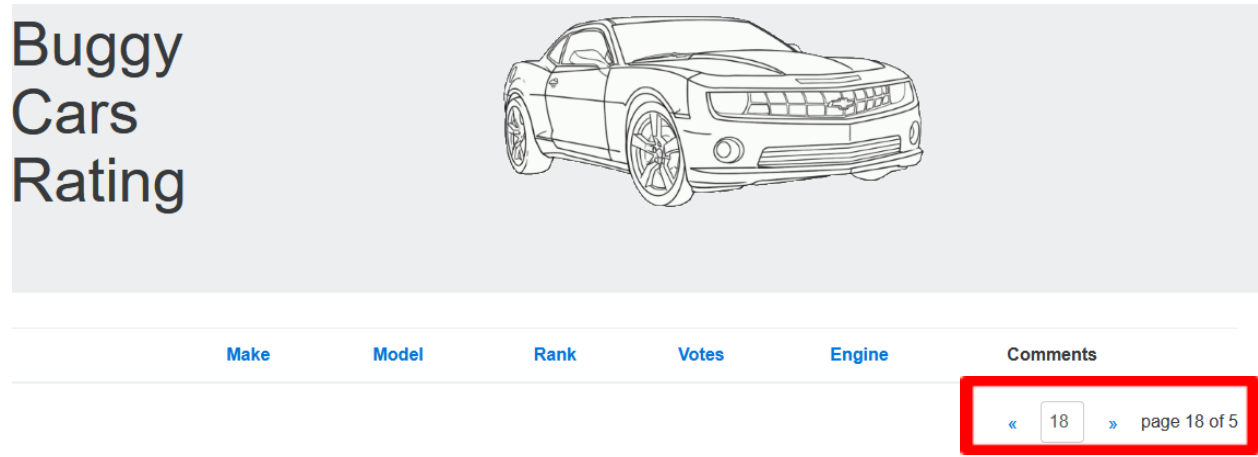 Buggy
Cars
Rating
Make Model Rank Votes Engine Comments
« 18 » page 18 of 5